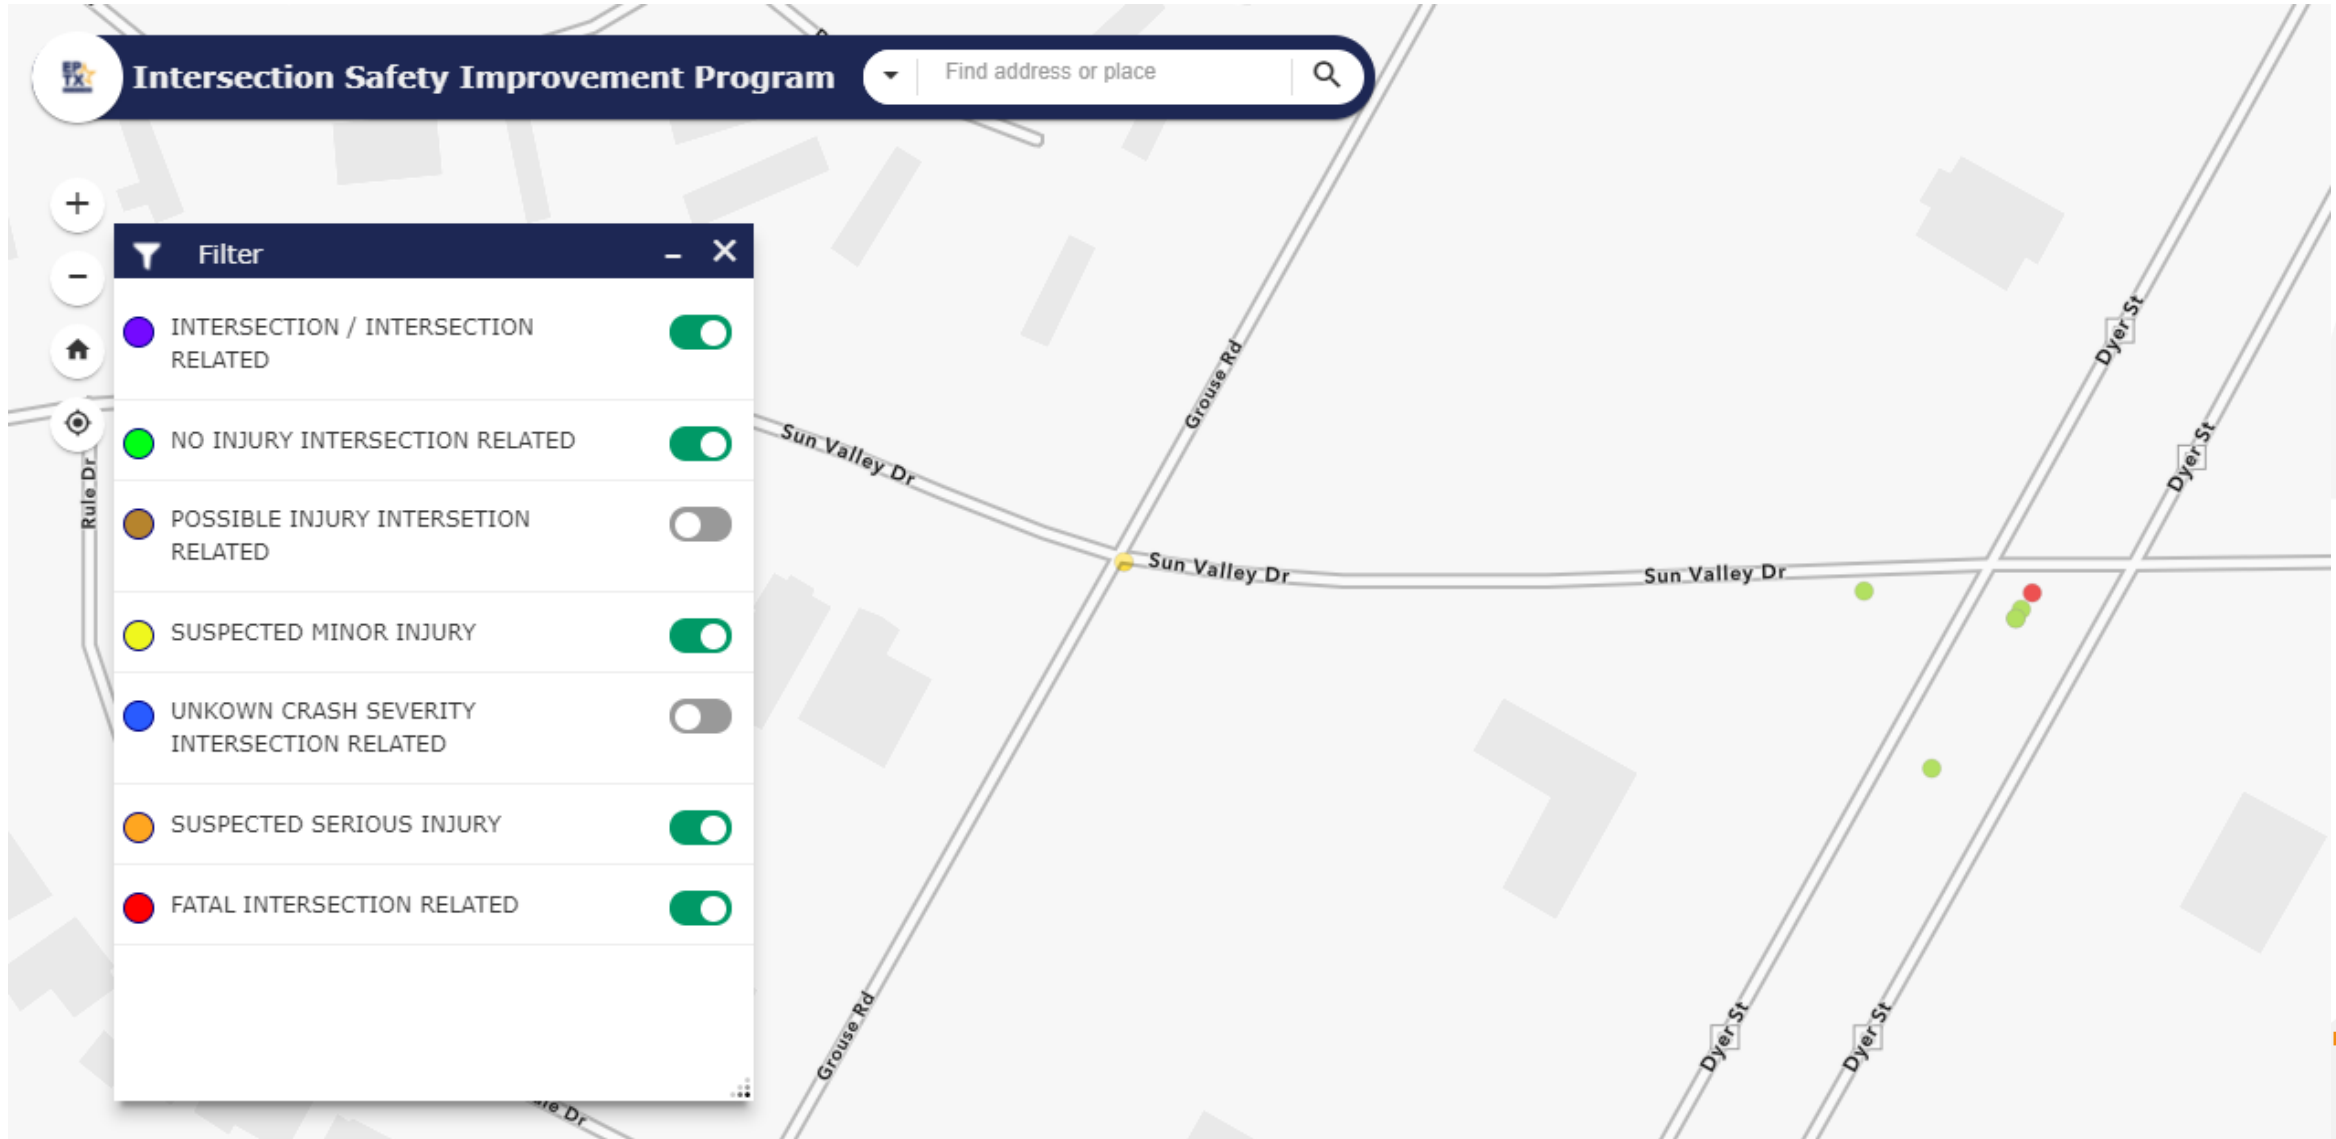 EP
TX
Intersection Safety Improvement Program
Find address or place
Filter
INTERSECTION / INTERSECTION
RELATED
NO INJURY INTERSECTION RELATED
POSSIBLE INJURY INTERSETION
RELATED
SUSPECTED MINOR INJURY
UNKOWN CRASH SEVERITY
INTERSECTION RELATED
SUSPECTED SERIOUS INJURY
FATAL INTERSECTION RELATED
Rule Dr
Sun Valley Dr
Grouse Rd
Sun Valley Dr
Sun Valley Dr
Dyer St
Dyer St
Grouse Rd
Dyer St
Dyer St
Dr